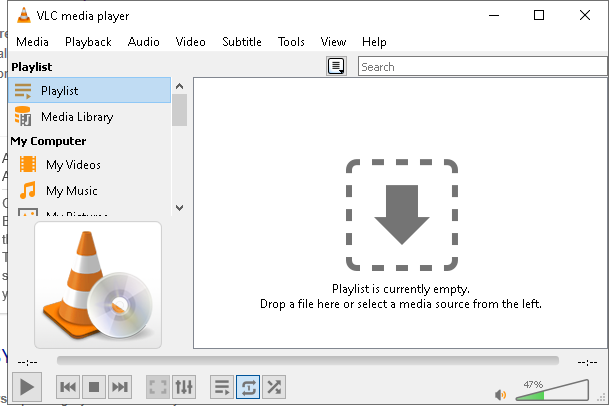 VLC media player
Media Playback Audio Video Subtitle Tools View Help
Playlist
Search
Playlist
Media Library
My Computer
My Videos
My Music
My Pictures
Playlist is currently empty.
Drop a file here or select a media source from the left.
--:-- --:--
47%